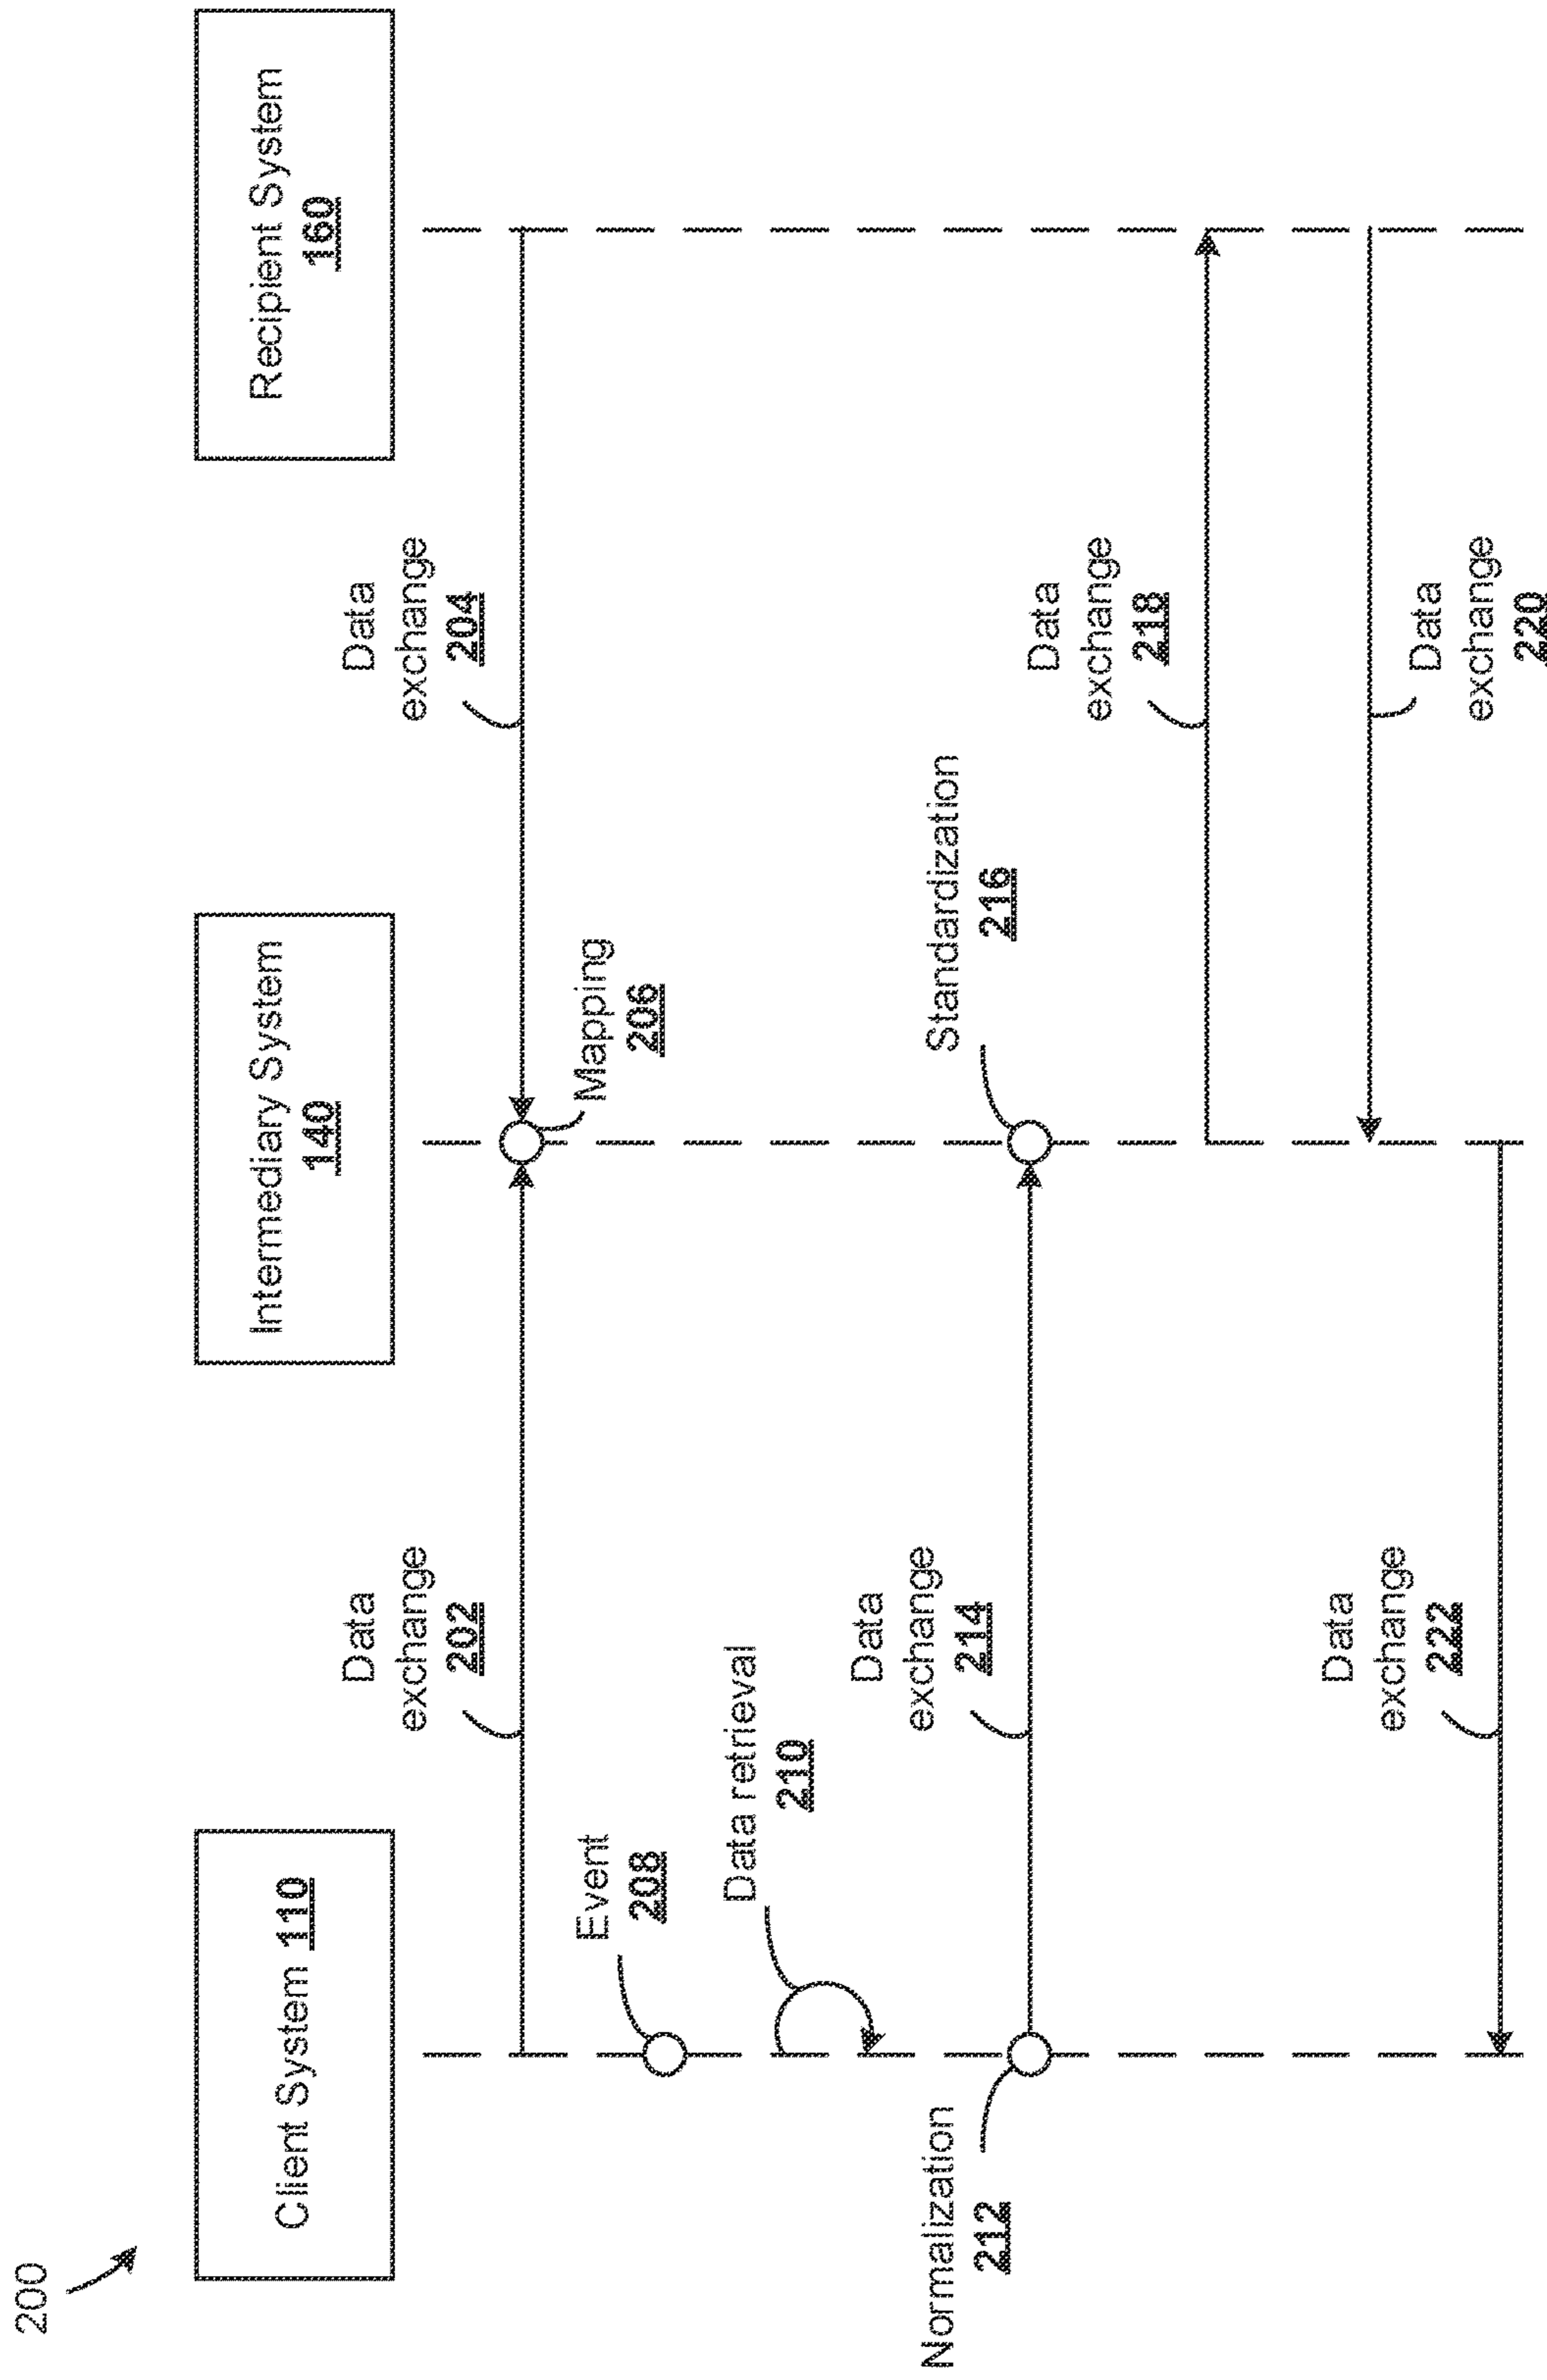 200
Client System 110
Intermediary System
140
Recipient System
160
Data
exchange
202
Data
exchange
204
Mapping
206
Event
208
Data retrieval
210
Normalization
212
Data
exchange
214
Standardization
216
Data
exchange
218
Data
exchange
220
Data
exchange
222